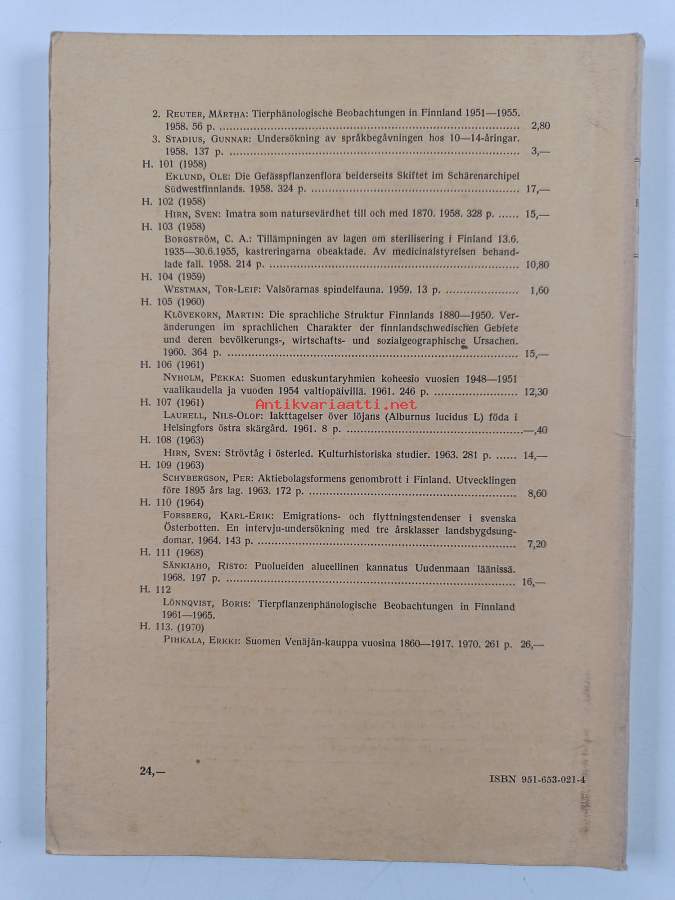 2. REUTER, MÄRTHA: Tierphänologische Beobachtungen in Finnland 1951—1955.
1958. 56 p. .......... 2,80
3. STADIUS, GUNNAR: Undersökning av språkbegåvningen hos 10—14-åringar.
1958. 137 p. .......... 3,—
H. 101 (1958)
EKLUND, OLE: Die Gefässpflanzenflora beiderseits Skiftet im Schärenarchipel
Südwestfinnlands. 1958. 324 p. .......... 17,—
H. 102 (1958)
HIRN, SVEN: Imatra som natursevärdhet till och med 1870. 1958. 328 p. ...... 15,—
H. 103 (1958)
BORGSTRÖM, C. A.: Tillämpningen av lagen om sterilisering i Finland 13.6.
1935—30.6.1955, kastreringarna obeaktade. Av medicinalstyrelsen behand-
lade fall. 1958. 214 p. .......... 10,80
H. 104 (1959)
WESTMAN, TOR-LEIF: Valsörarnas spindelfauna. 1959. 13 p. .......... 1,60
H. 105 (1960)
KLÖVEKORN, MARTIN: Die sprachliche Struktur Finnlands 1880—1950. Ver-
änderungen im sprachlichen Charakter der finnlandschwedischen Gebiete
und deren bevölkerungs-, wirtschafts- und sozialgeographische Ursachen.
1960. 364 p. .......... 15,—
H. 106 (1961)
NYHOLM, PEKKA: Suomen eduskuntaryhmien koheesio vuosien 1948—1951
vaalikaudella ja vuoden 1954 valtiopäivillä. 1961. 246 p. .......... 12,30
H. 107 (1961)
Antikvariaatti.net
LAURELL, NILS-OLOF: Iakttagelser över löjans (Alburnus lucidus L) föda i
Helsingfors östra skärgård. 1961. 8 p. .......... —,40
H. 108 (1963)
HIRN, SVEN: Strövtåg i österled. Kulturhistoriska studier. 1963. 281 p. ...... 14,—
H. 109 (1963)
SCHYBERGSON, PER: Aktiebolagsformens genombrott i Finland. Utvecklingen
före 1895 års lag. 1963. 172 p. .......... 8,60
H. 110 (1964)
FORSBERG, KARL-ERIK: Emigrations- och flyttningstendenser i svenska
Österbotten. En intervju-undersökning med tre årsklasser landsbygdsung-
domar. 1964. 143 p. .......... 7,20
H. 111 (1968)
SÄNKIAHO, RISTO: Puolueiden alueellinen kannatus Uudenmaan läänissä.
1968. 197 p. .......... 16,—
H. 112
LÖNNQVIST, BORIS: Tierpflanzenphänologische Beobachtungen in Finnland
1961—1965.
H. 113. (1970)
PIHKALA, ERKKI: Suomen Venäjän-kauppa vuosina 1860—1917. 1970. 261 p. 26,—
24,—
ISBN 951-653-021-4